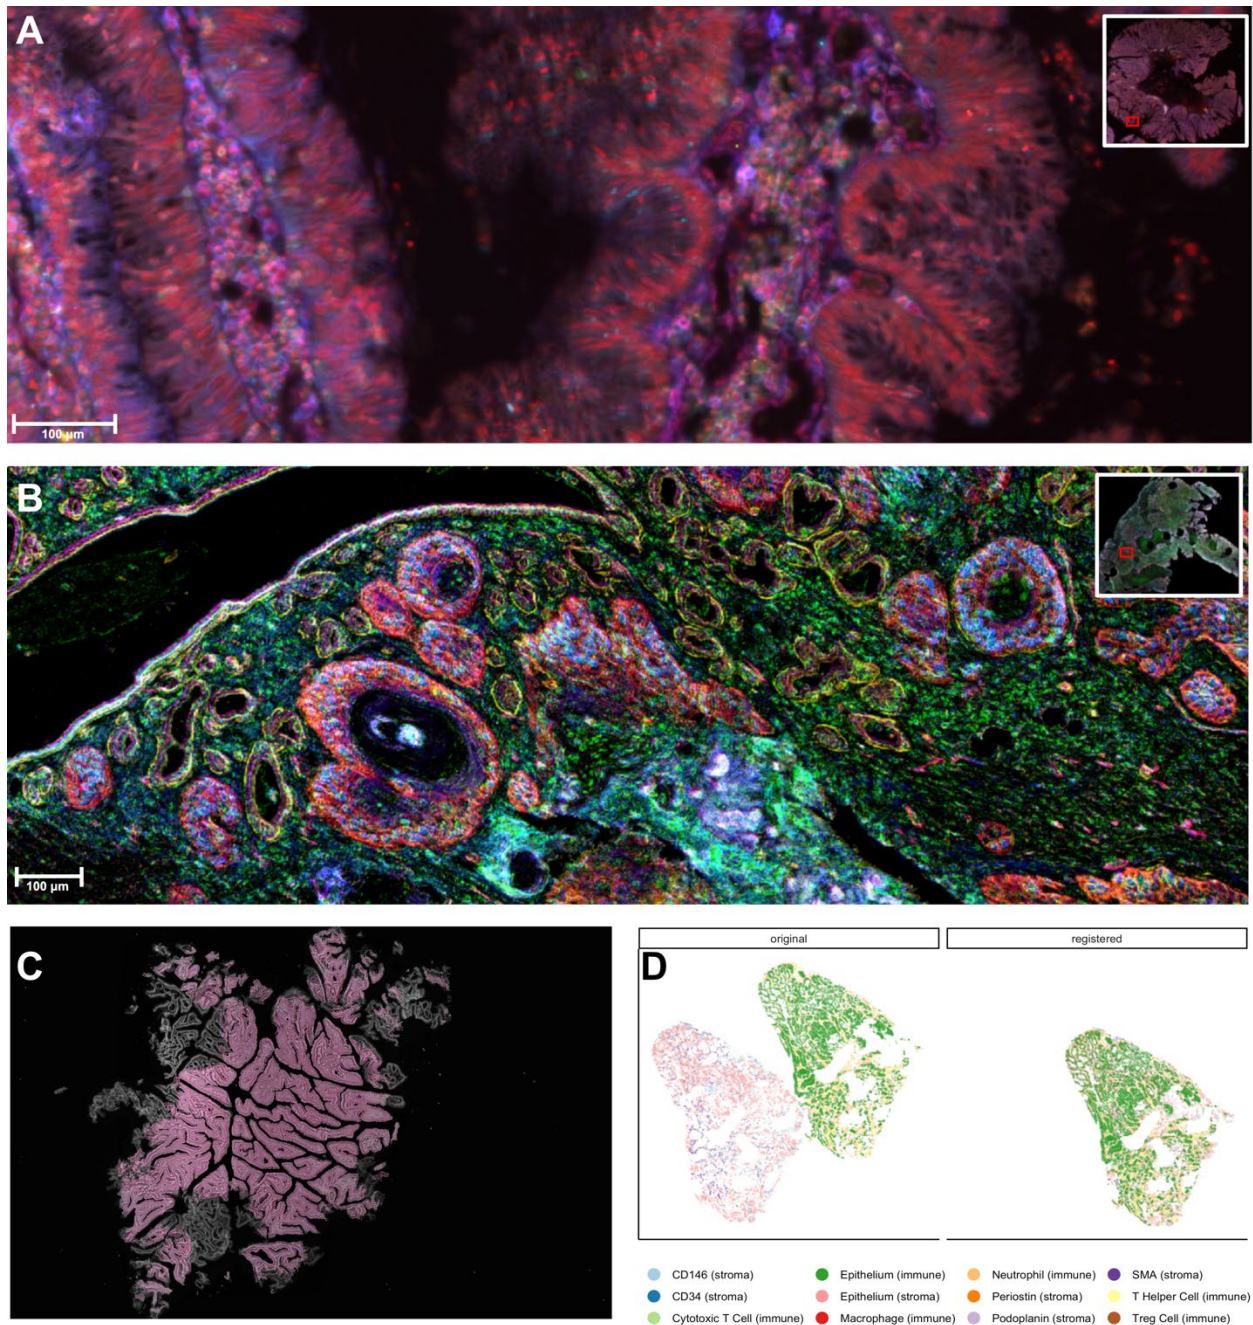 A
100 µm
B
100 µm
C
D
original
registered
CD146 (stroma)
Epithelium (immune)
Neutrophil (immune)
SMA (stroma)
CD34 (stroma)
Epithelium (stroma)
Periostin (stroma)
T Helper Cell (immune)
Cytotoxic T Cell (immune)
Macrophage (immune)
Podoplanin (stroma)
Treg Cell (immune)